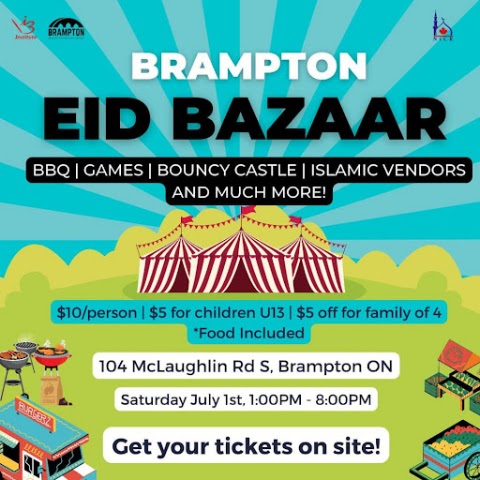 BRAMPTON
BRAMPTON
EID BAZAAR
BBQ | GAMES | BOUNCY CASTLE | ISLAMIC VENDORS
AND MUCH MORE!
$10/person | $5 for children U13 | $5 off for family of 4
*Food Included
104 McLaughlin Rd S, Brampton ON
Saturday July 1st, 1:00PM - 8:00PM
BURGERZ
Get your tickets on site!